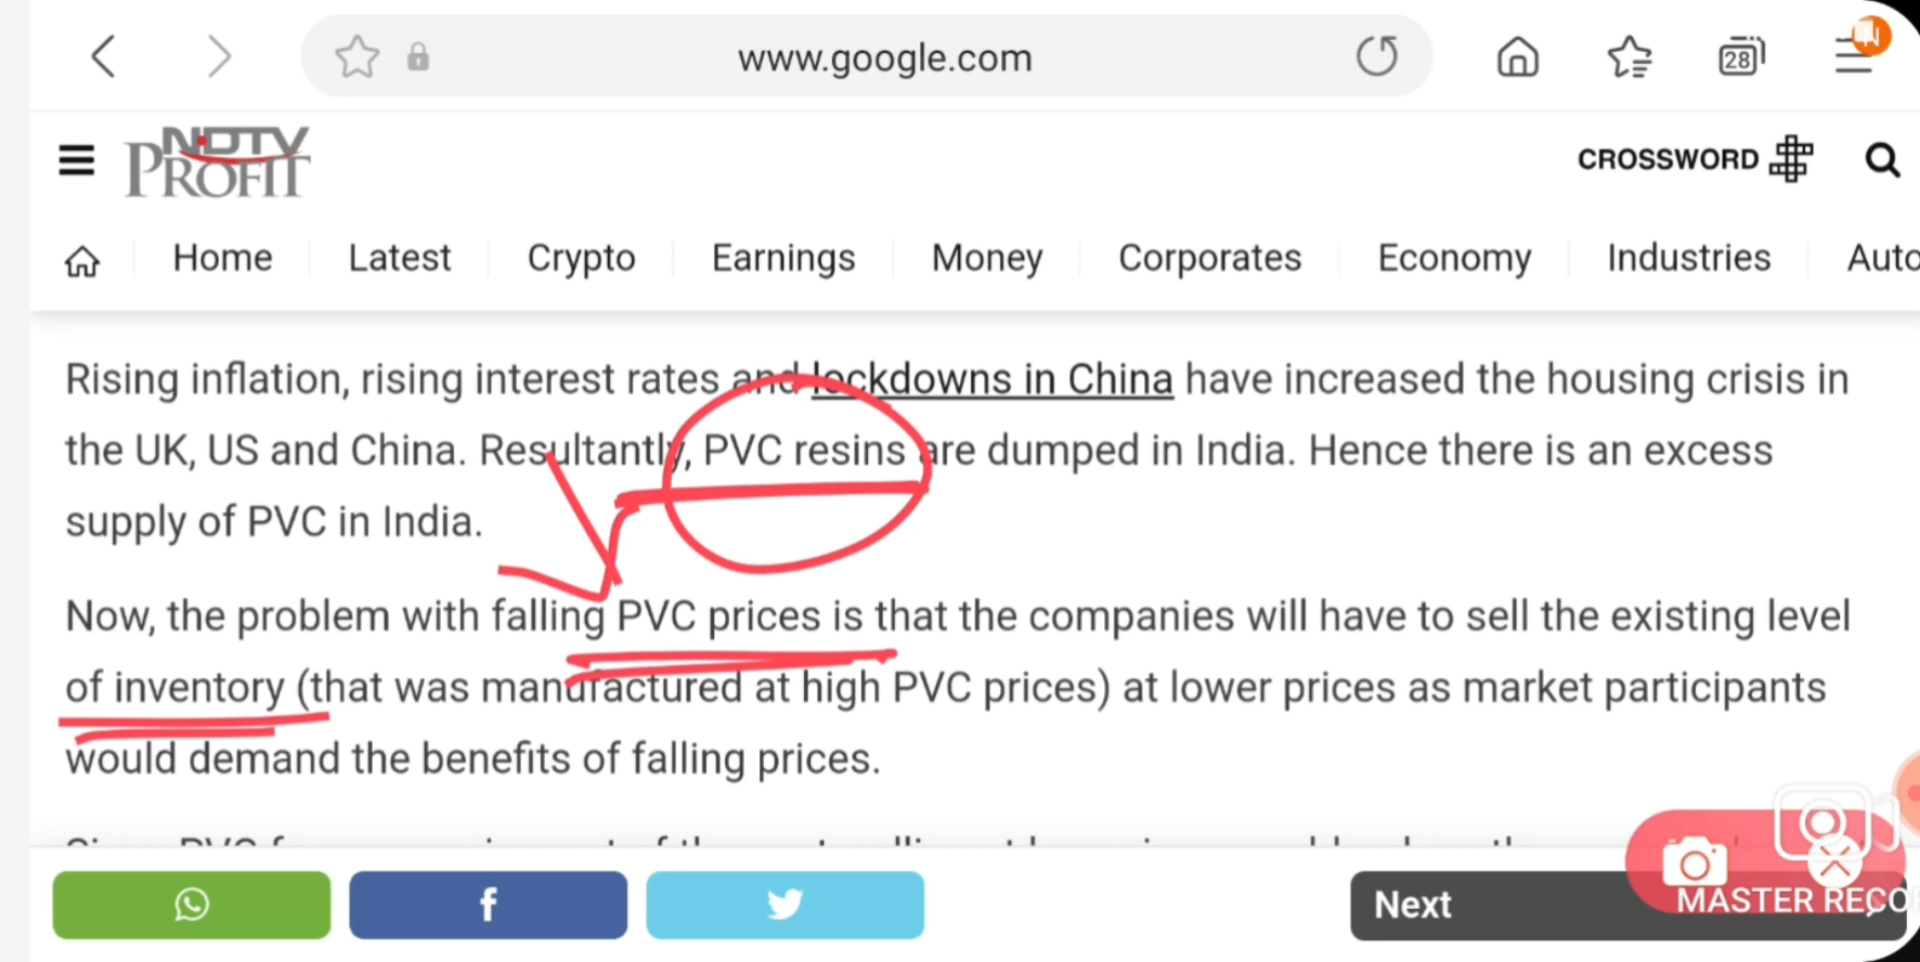 www.google.com
28
NDTV
PROFIT
CROSSWORD
Home Latest Crypto Earnings Money Corporates Economy Industries Auto
Rising inflation, rising interest rates and lockdowns in China have increased the housing crisis in
the UK, US and China. Resultantly, PVC resins are dumped in India. Hence there is an excess
supply of PVC in India.
Now, the problem with falling PVC prices is that the companies will have to sell the existing level
of inventory (that was manufactured at high PVC prices) at lower prices as market participants
would demand the benefits of falling prices.
Next
MASTER RECO